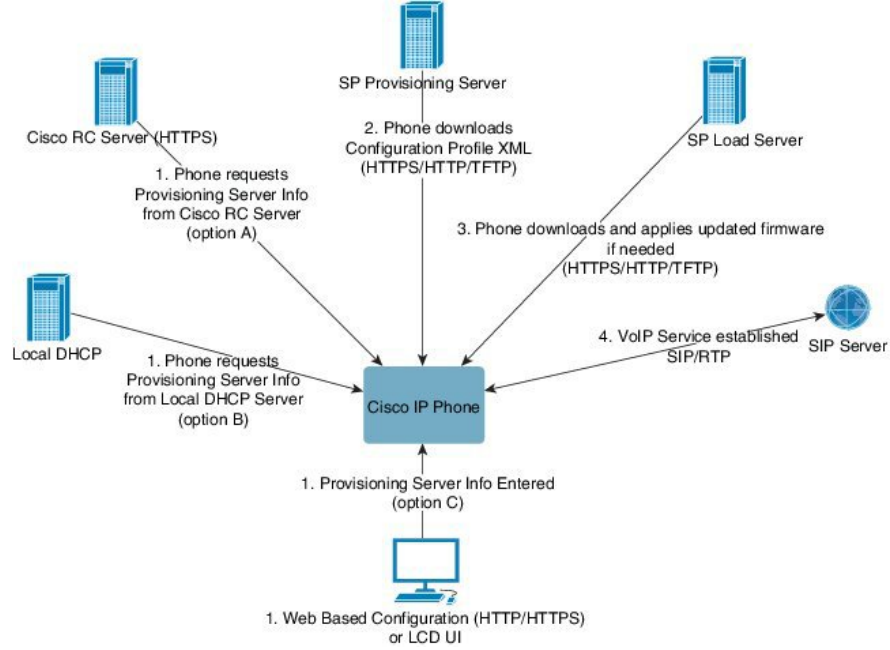 SP Provisioning Server
Cisco RC Server (HTTPS)
SP Load Server
2. Phone downloads
Configuration Profile XML
(HTTPS/HTTP/TFTP)
1. Phone requests
Provisioning Server Info
from Cisco RC Server
(option A)
3. Phone downloads and applies updated firmware
if needed
(HTTPS/HTTP/TFTP)
Local DHCP
1. Phone requests
Provisioning Server Info
from Local DHCP Server
(option B)
4. VoIP Service established
SIP/RTP
SIP Server
Cisco IP Phone
1. Provisioning Server Info Entered
(option C)
1. Web Based Configuration (HTTP/HTTPS)
or LCD UI